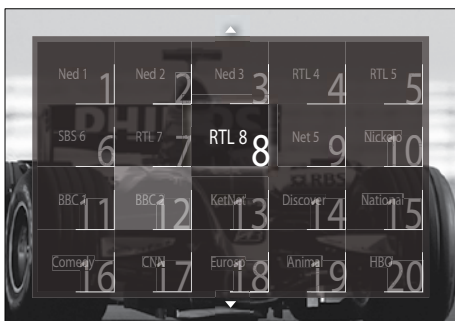 Ned 1 1 Ned 2 2 Ned 3 3 RTL 4 4 RTL 5 5
SBS 6 6 RTL 7 7 RTL 8 8 Net 5 9 Nickelo 10
PHILIPS
RBS
BBC 1 11 BBC 2 12 KetNet 13 Discover 14 National 15
Comedy 16 CNN 17 Eurosp 18 Animal 19 HBO 20